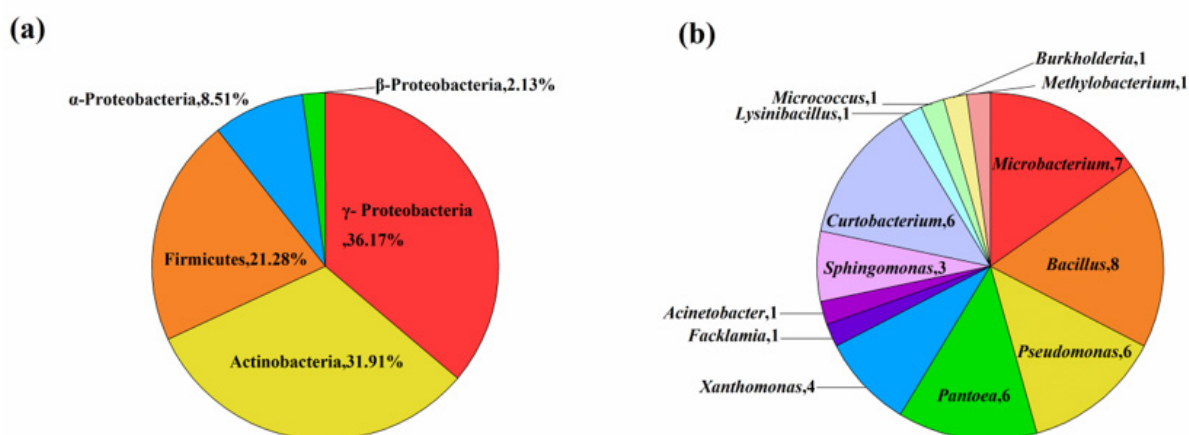 (a)
β-Proteobacteria,2.13%
α-Proteobacteria,8.51%
γ- Proteobacteria
,36.17%
Firmicutes,21.28%
Actinobacteria,31.91%
(b)
Burkholderia,1
Methylobacterium,1
Micrococcus,1
Lysinibacillus,1
Microbacterium,7
Curtobacterium,6
Bacillus,8
Sphingomonas,3
Acinetobacter,1
Facklamia,1
Pseudomonas,6
Xanthomonas,4
Pantoea,6